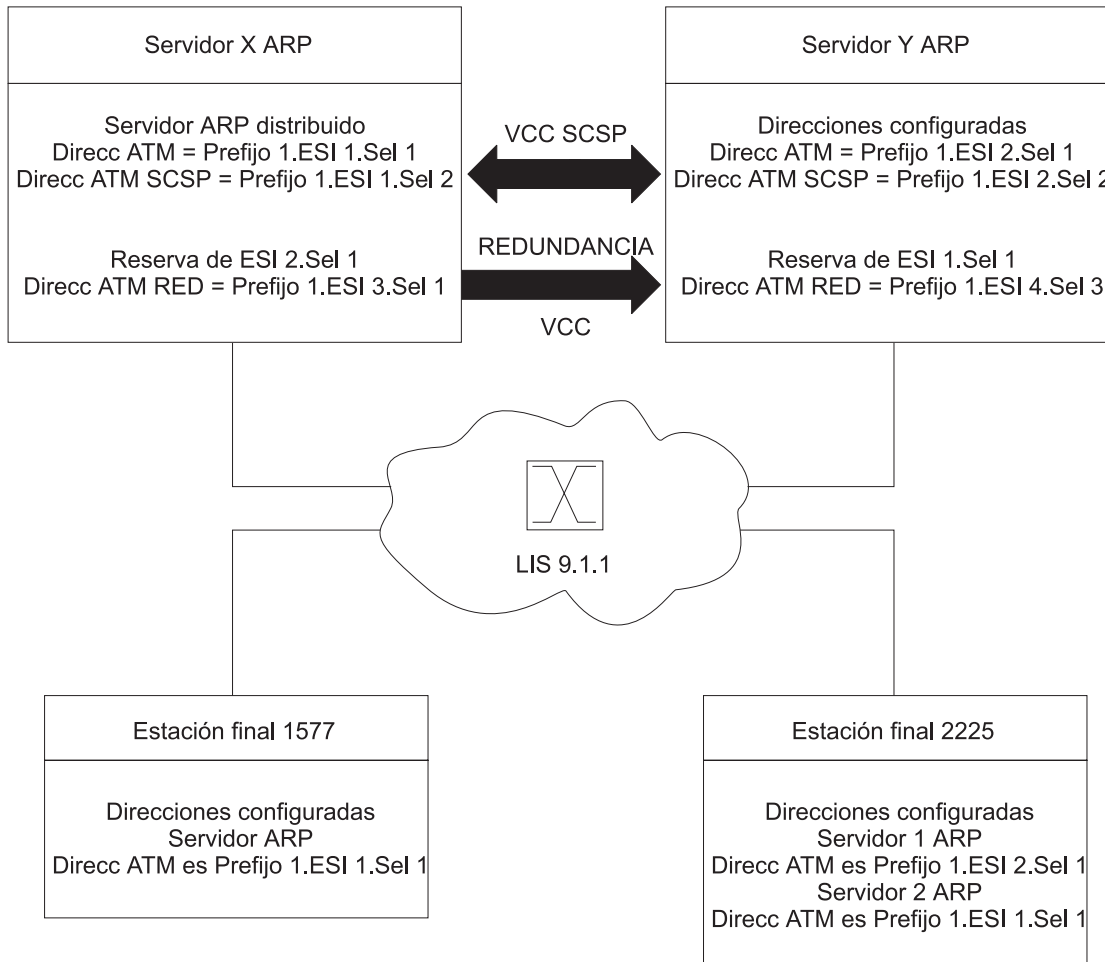 Servidor X ARP
Servidor ARP distribuido
Direcc ATM = Prefijo 1.ESI 1.Sel 1
Direcc ATM SCSP = Prefijo 1.ESI 1.Sel 2
Reserva de ESI 2.Sel 1
Direcc ATM RED = Prefijo 1.ESI 3.Sel 1
VCC SCSP
REDUNDANCIA
VCC
Servidor Y ARP
Direcciones configuradas
Direcc ATM = Prefijo 1.ESI 2.Sel 1
Direcc ATM SCSP = Prefijo 1.ESI 2.Sel 2
Reserva de ESI 1.Sel 1
Direcc ATM RED = Prefijo 1.ESI 4.Sel 3
LIS 9.1.1
Estación final 1577
Direcciones configuradas
Servidor ARP
Direcc ATM es Prefijo 1.ESI 1.Sel 1
Estación final 2225
Direcciones configuradas
Servidor 1 ARP
Direcc ATM es Prefijo 1.ESI 2.Sel 1
Servidor 2 ARP
Direcc ATM es Prefijo 1.ESI 1.Sel 1